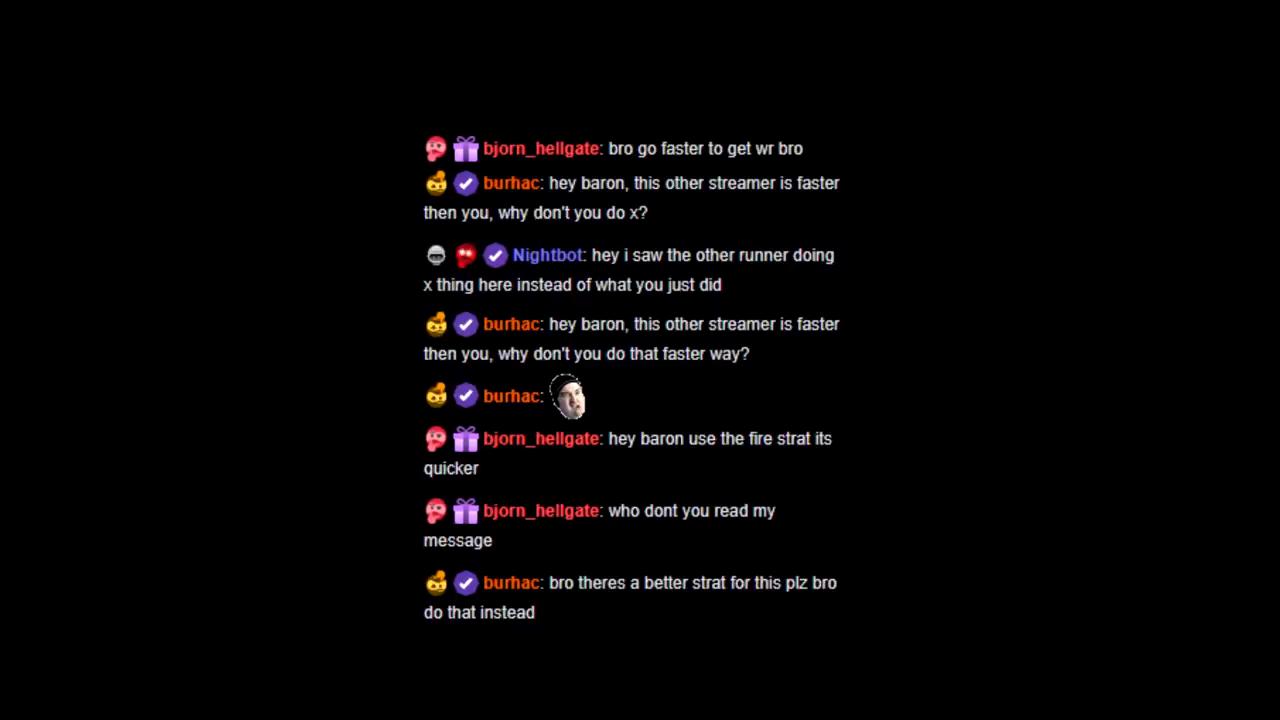 bjorn_hellgate: bro go faster to get wr bro
burhac: hey baron, this other streamer is faster
then you, why don't you do x?
Nightbot: hey i saw the other runner doing
x thing here instead of what you just did
burhac: hey baron, this other streamer is faster
then you, why don't you do that faster way?
burhac:
bjorn_hellgate: hey baron use the fire strat its
quicker
bjorn_hellgate: who dont you read my
message
burhac: bro theres a better strat for this plz bro
do that instead